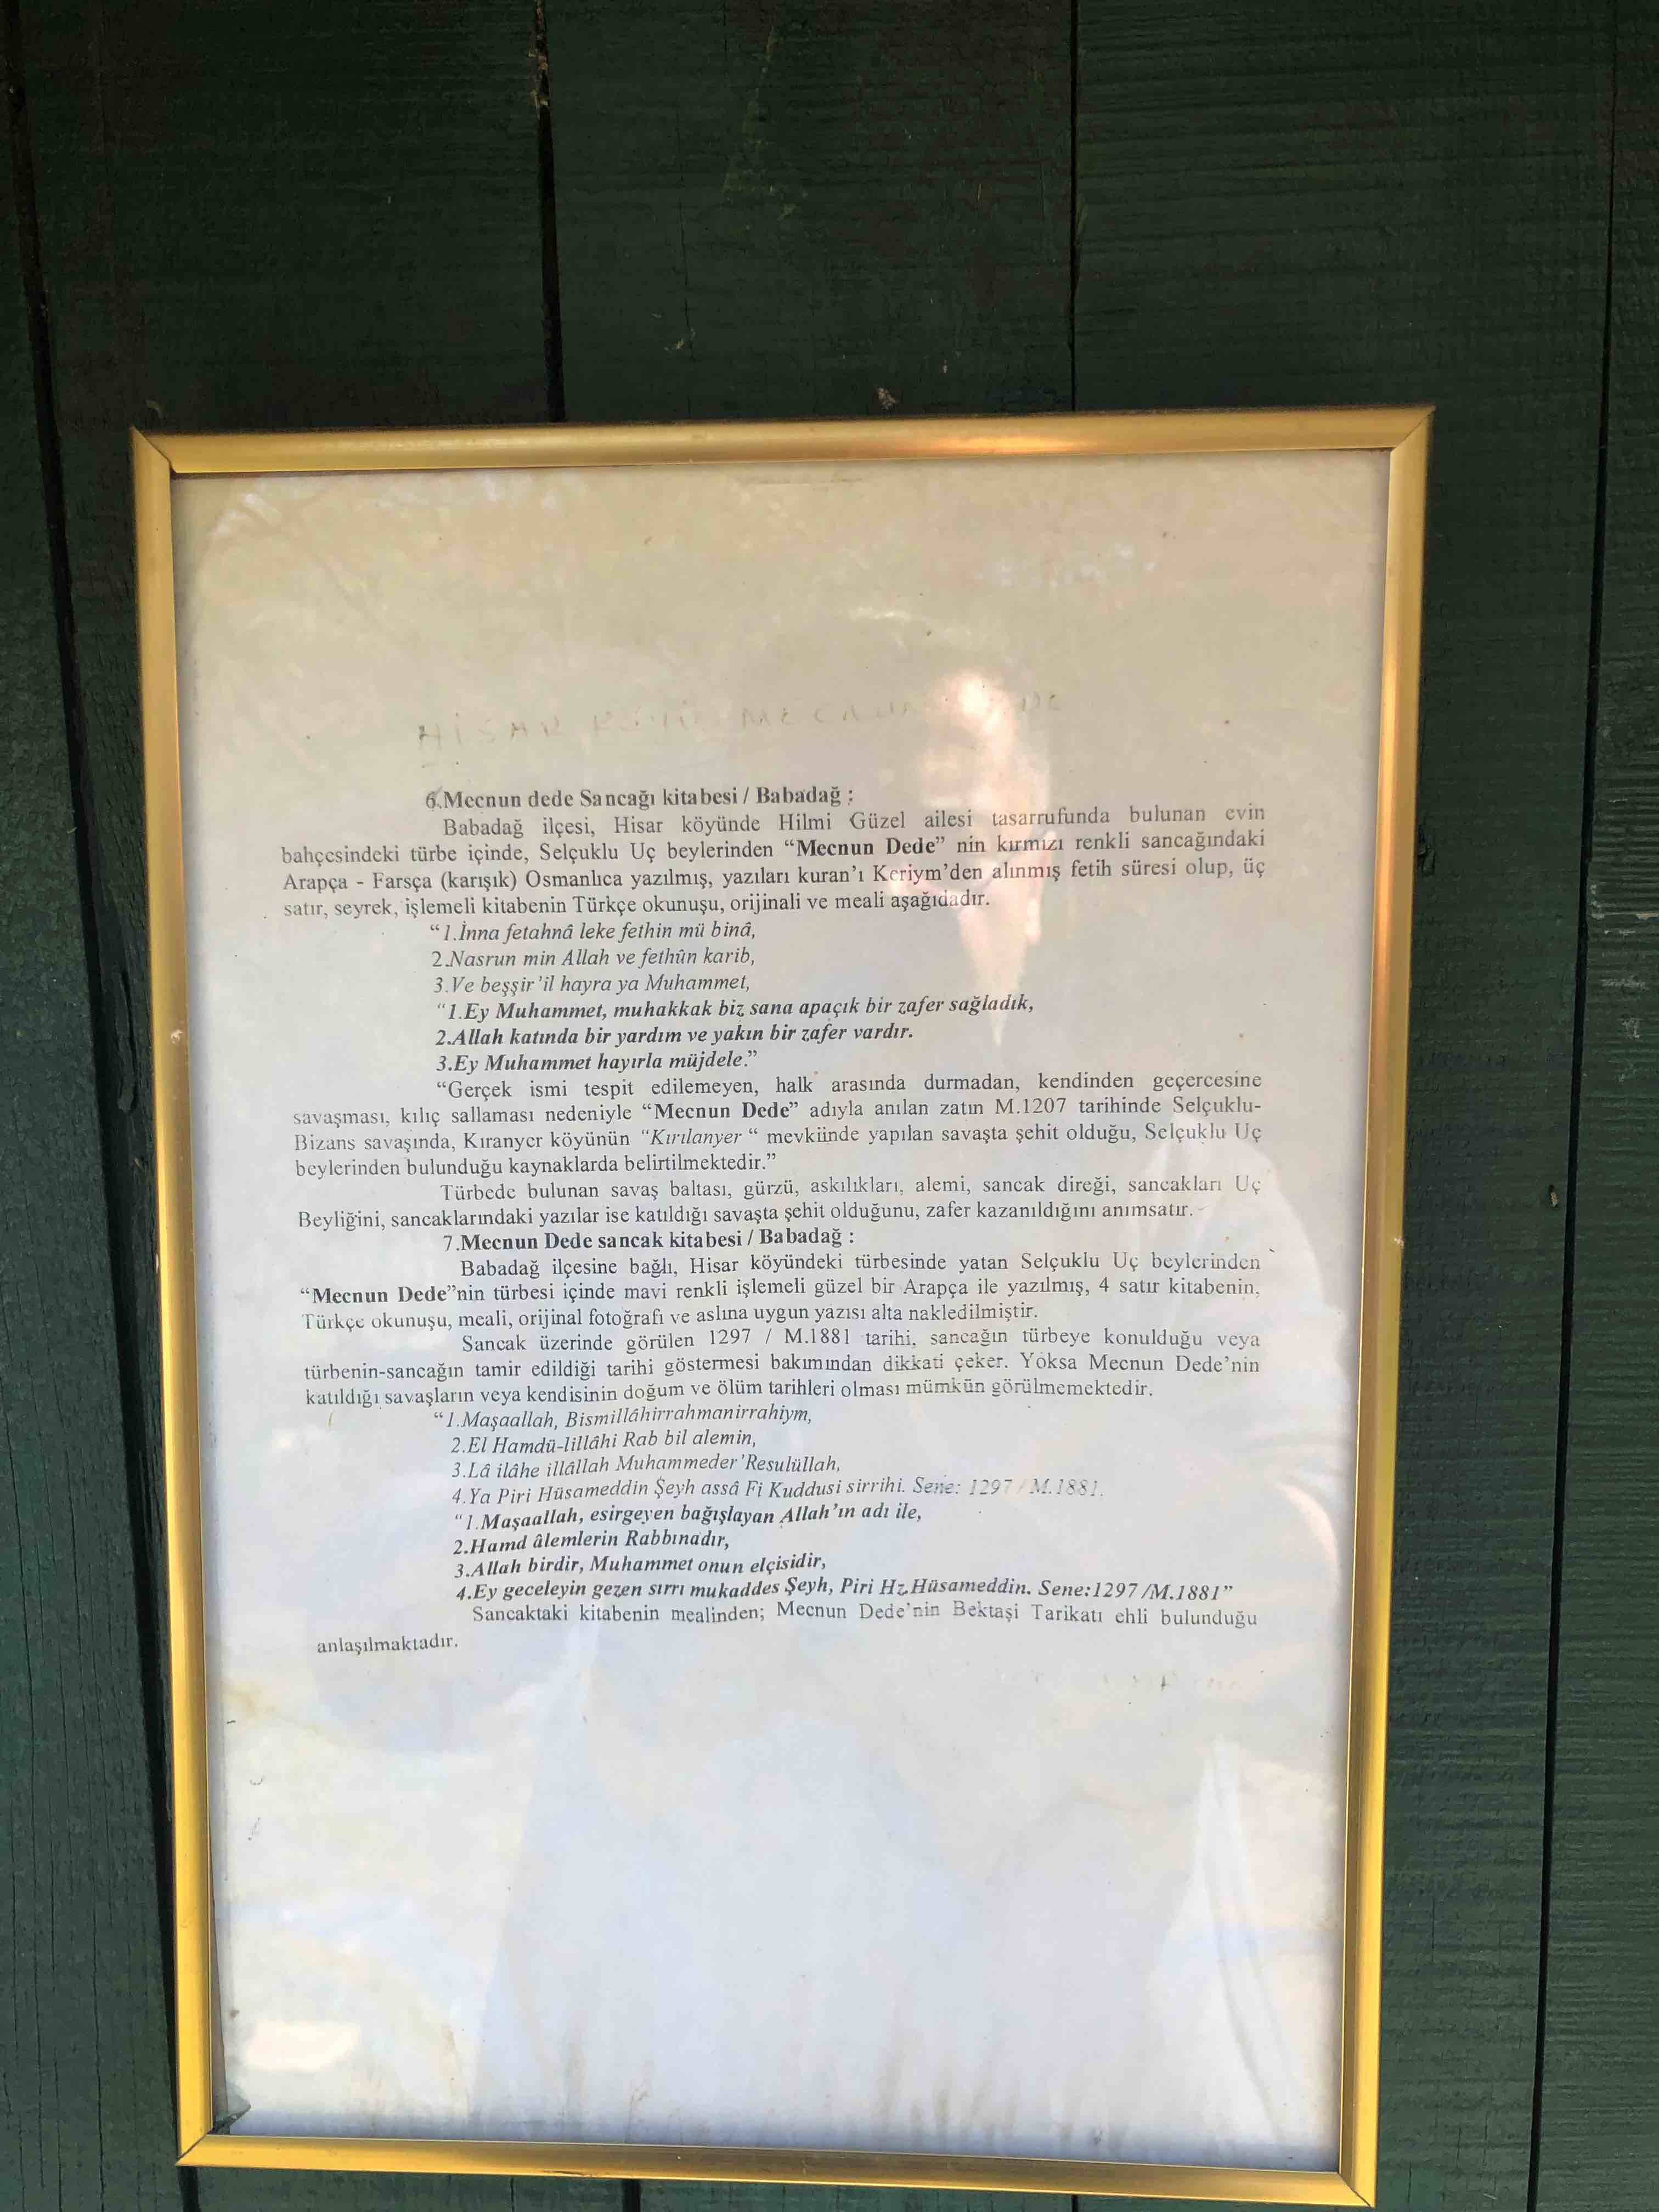 HİSAR
6.Mecnun dede Sancağı kitabesi / Babadağ :
Babadağ ilçesi, Hisar köyünde Hilmi Güzel ailesi tasarrufunda bulunan evin
bahçesindeki türbe içinde, Selçuklu Uç beylerinden “Mecnun Dede” nin kırmızı renkli sancağındaki
Arapça - Farsça (karışık) Osmanlıca yazılmış, yazıları kuran’ı Keriym’den alınmış fetih süresi olup, üç
satır, seyrek, işlemeli kitabenin Türkçe okunuşu, orijinali ve meali aşağıdadır.
“1.İnna fetahnâ leke fethin mü binâ,
2.Nasrun min Allah ve fethûn karib,
3.Ve beşşir’il hayra ya Muhammet,
“1.Ey Muhammet, muhakkak biz sana apaçık bir zafer sağladık,
2.Allah katında bir yardım ve yakın bir zafer vardır.
3.Ey Muhammet hayırla müjdele.”
“Gerçek ismi tespit edilemeyen, halk arasında durmadan, kendinden geçercesine
savaşması, kılıç sallaması nedeniyle “Mecnun Dede” adıyla anılan zatın M.1207 tarihinde Selçuklu-
Bizans savaşında, Kıranyer köyünün “Kırılanyer “ mevkiinde yapılan savaşta şehit olduğu, Selçuklu Uç
beylerinden bulunduğu kaynaklarda belirtilmektedir.”
Türbede bulunan savaş baltası, gürzü, askılıkları, alemi, sancak direği, sancakları Uç
Beyliğini, sancaklarındaki yazılar ise katıldığı savaşta şehit olduğunu, zafer kazanıldığını anımsatır.
7.Mecnun Dede sancak kitabesi / Babadağ :
Babadağ ilçesine bağlı, Hisar köyündeki türbesinde yatan Selçuklu Uç beylerinden
“Mecnun Dede”nin türbesi içinde mavi renkli işlemeli güzel bir Arapça ile yazılmış, 4 satır kitabenin,
Türkçe okunuşu, meali, orijinal fotoğrafı ve aslına uygun yazısı alta nakledilmiştir.
Sancak üzerinde görülen 1297 / M.1881 tarihi, sancağın türbeye konulduğu veya
türbenin-sancağın tamir edildiği tarihi göstermesi bakımından dikkati çeker. Yoksa Mecnun Dede’nin
katıldığı savaşların veya kendisinin doğum ve ölüm tarihleri olması mümkün görülmemektedir.
“1.Maşaallah, Bismillâhirrahmanirrahiym,
2.El Hamdü-lillâhi Rab bil alemin,
3.Lâ ilâhe illâllah Muhammeder’Resulüllah,
4.Ya Piri Hüsameddin Şeyh assâ Fi Kuddusi sirrihi. Sene: 1297 / M.1881.
“1.Maşaallah, esirgeyen bağışlayan Allah’ın adı ile,
2.Hamd âlemlerin Rabbınadır,
3.Allah birdir, Muhammet onun elçisidir,
4.Ey geceleyin gezen sırrı mukaddes Şeyh, Piri Hz.Hüsameddin. Sene:1297 /M.1881”
Sancaktaki kitabenin mealinden; Mecnun Dede’nin Bektaşi Tarikatı ehli bulunduğu
anlaşılmaktadır.